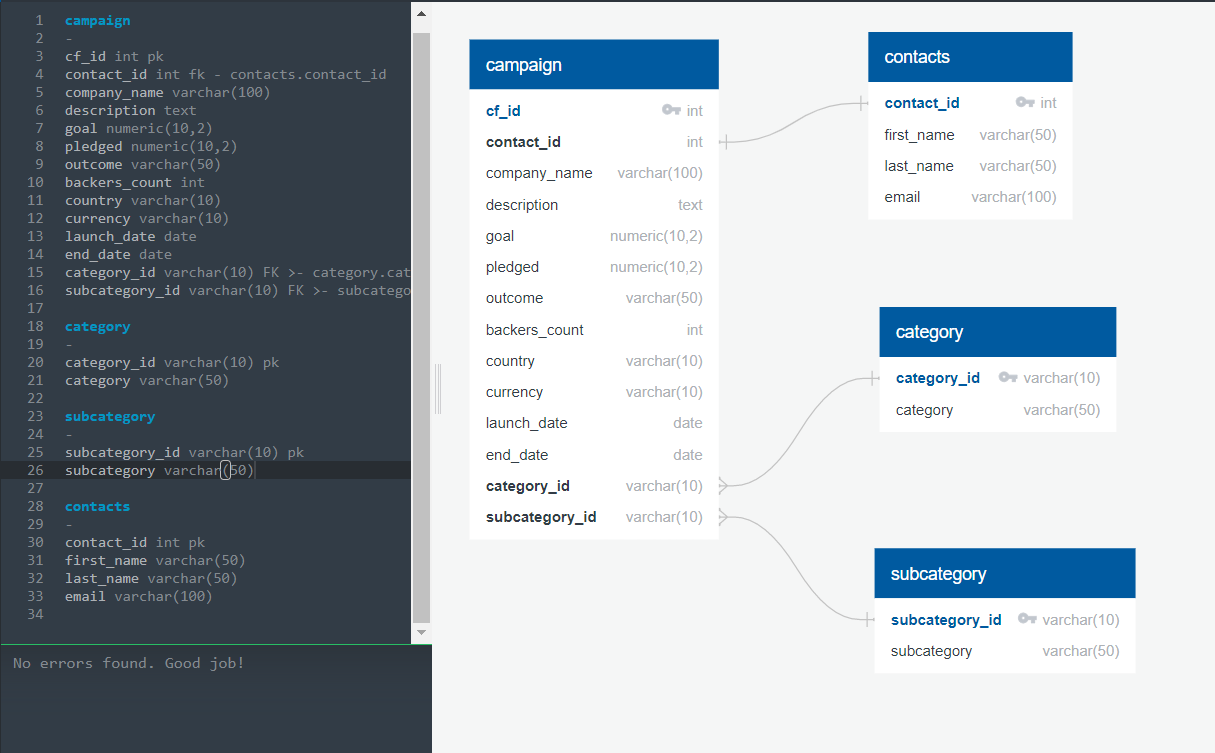 1 campaign
2 -
3 cf_id int pk
4 contact_id int fk - contacts.contact_id
5 company_name varchar(100)
6 description text
7 goal numeric(10,2)
8 pledged numeric(10,2)
9 outcome varchar(50)
10 backers_count int
11 country varchar(10)
12 currency varchar(10)
13 launch_date date
14 end_date date
15 category_id varchar(10) FK >- category.cat
16 subcategory_id varchar(10) FK >- subcatego
17
18 category
19 -
20 category_id varchar(10) pk
21 category varchar(50)
22
23 subcategory
24 -
25 subcategory_id varchar(10) pk
26 subcategory varchar(50)
27
28 contacts
29 -
30 contact_id int pk
31 first_name varchar(50)
32 last_name varchar(50)
33 email varchar(100)
34
No errors found. Good job!
campaign
cf_id int
contact_id int
company_name varchar(100)
description text
goal numeric(10,2)
pledged numeric(10,2)
outcome varchar(50)
backers_count int
country varchar(10)
currency varchar(10)
launch_date date
end_date date
category_id varchar(10)
subcategory_id varchar(10)
contacts
contact_id int
first_name varchar(50)
last_name varchar(50)
email varchar(100)
category
category_id varchar(10)
category varchar(50)
subcategory
subcategory_id varchar(10)
subcategory varchar(50)